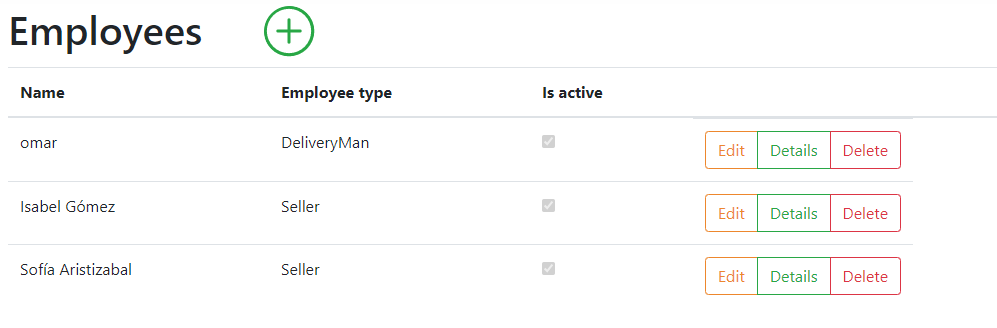 Employees
Name Employee type Is active
omar DeliveryMan Edit Details Delete
Isabel Gómez Seller Edit Details Delete
Sofía Aristizabal Seller Edit Details Delete